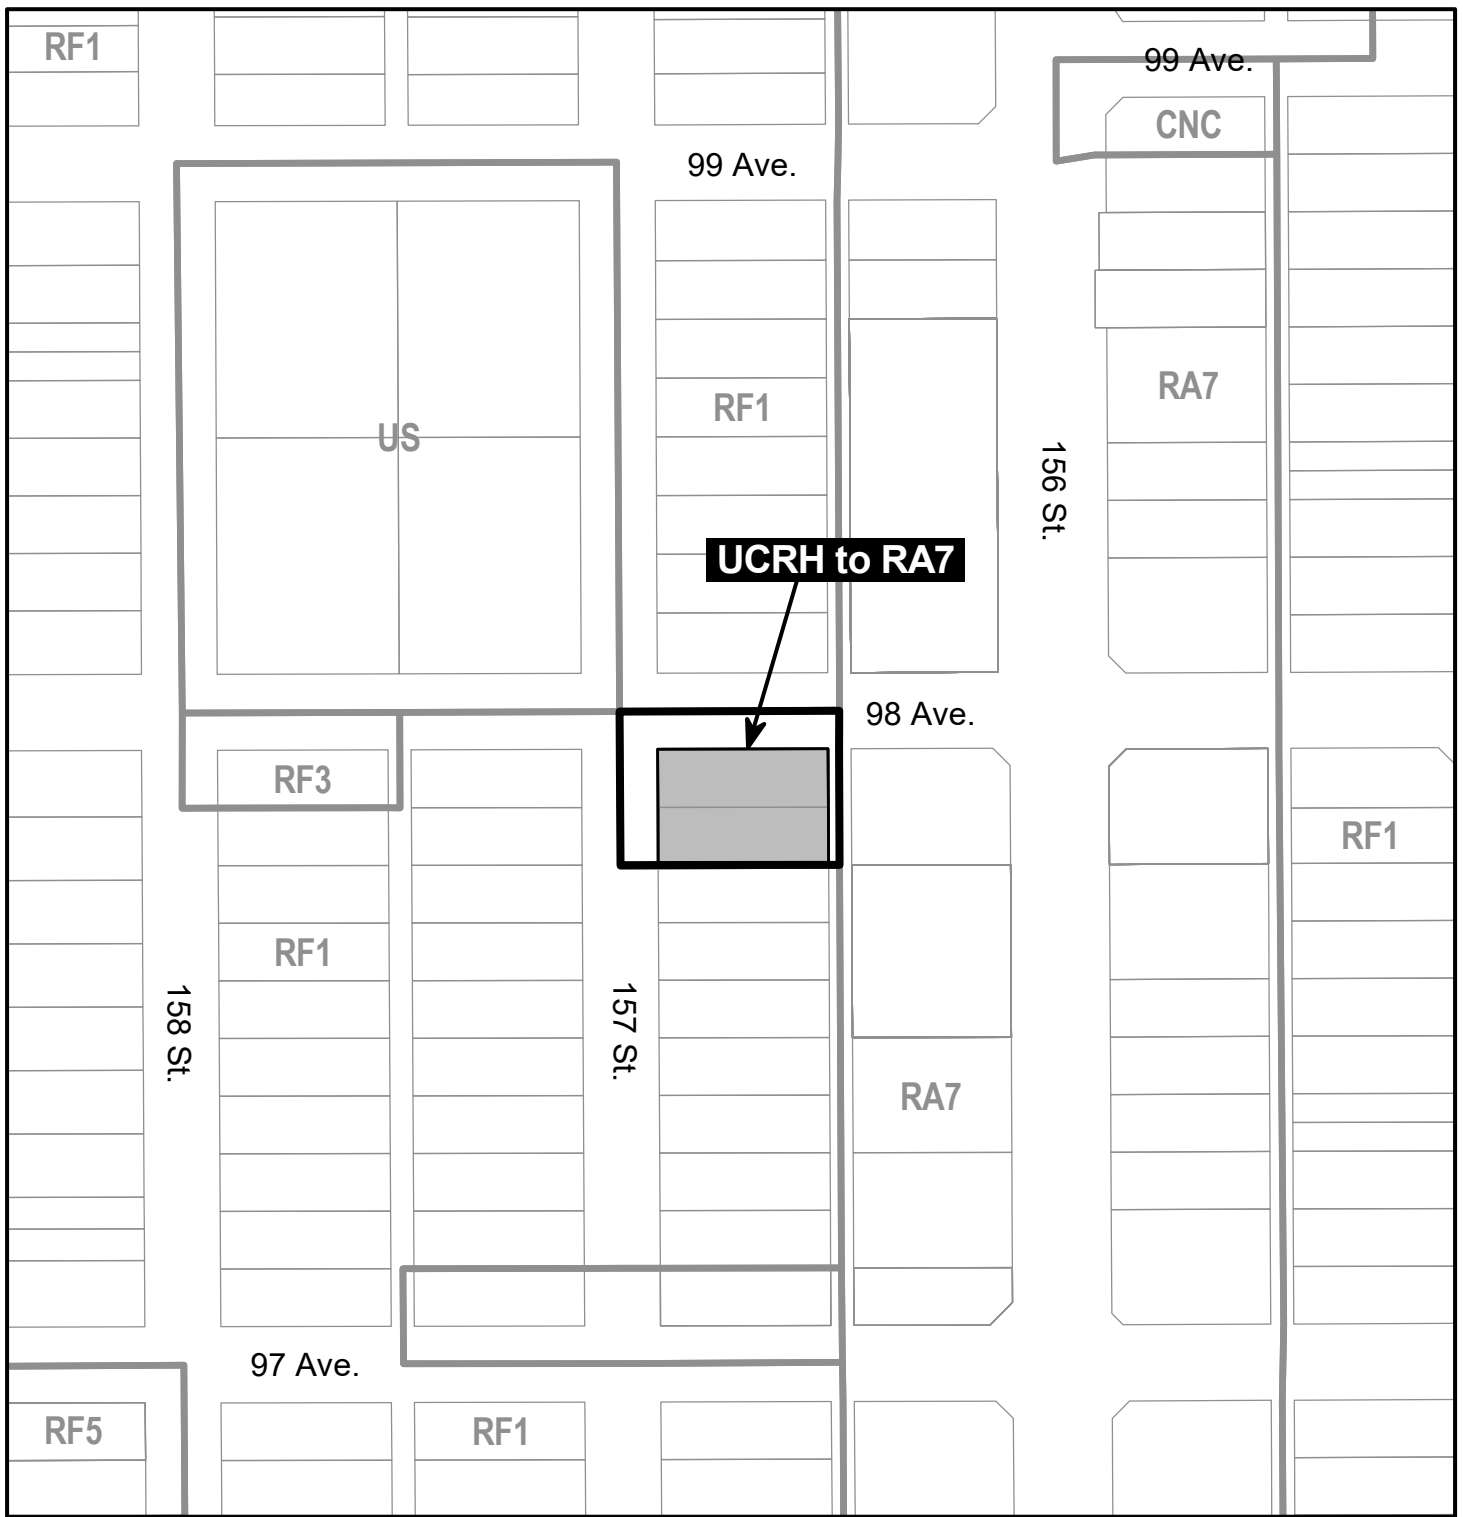 RF1
99 Ave.
CNC
99 Ave.
RA7
RF1
US
156 St.
UCRH to RA7
98 Ave.
RF3
RF1
RF1
158 St.
157 St.
RA7
97 Ave.
RF5
RF1